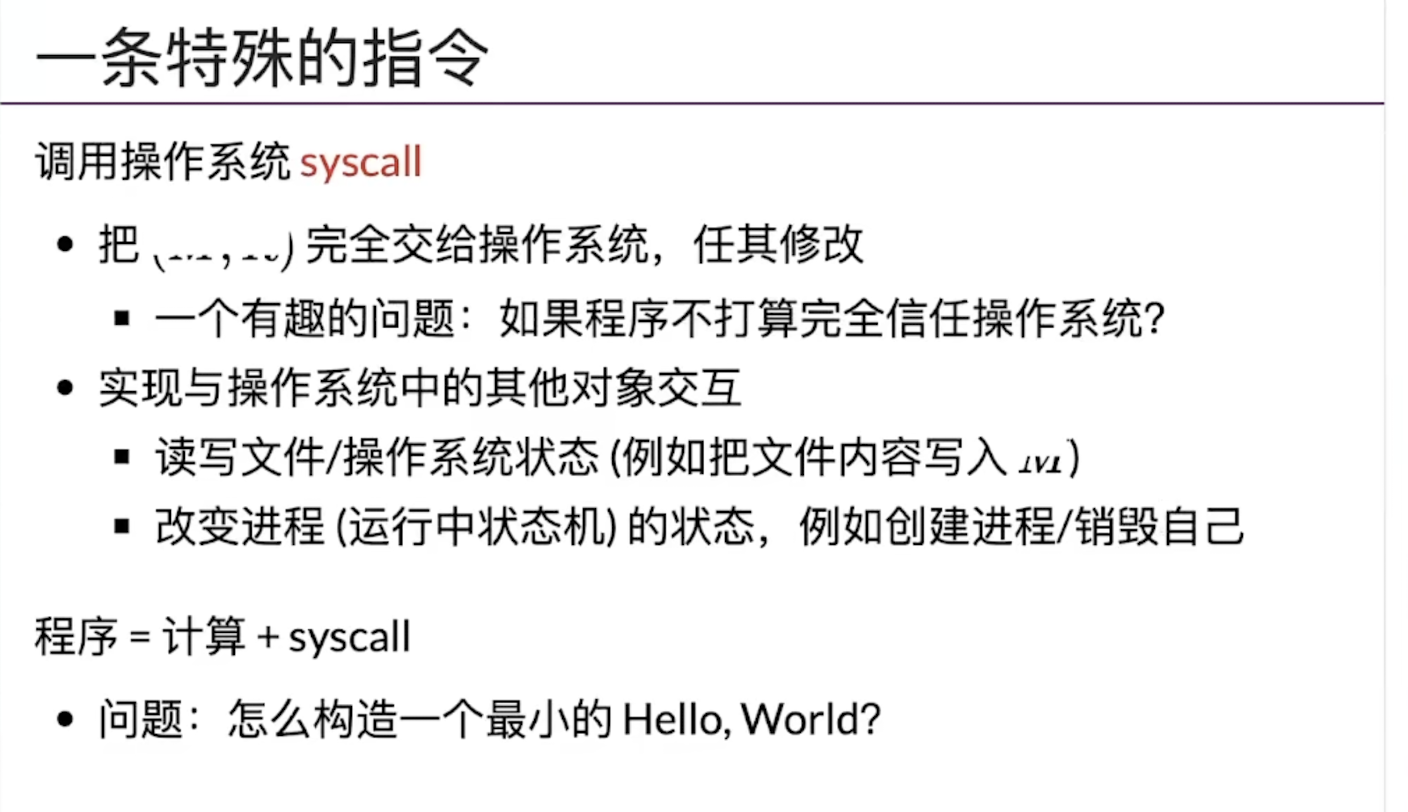 一条特殊的指令
调用操作系统 syscall
把 完全交给操作系统，任其修改
一个有趣的问题：如果程序不打算完全信任操作系统？
实现与操作系统中的其他对象交互
读写文件/操作系统状态 (例如把文件内容写入 M)
改变进程 (运行中状态机) 的状态，例如创建进程/销毁自己
程序 = 计算 + syscall
问题：怎么构造一个最小的 Hello, World？